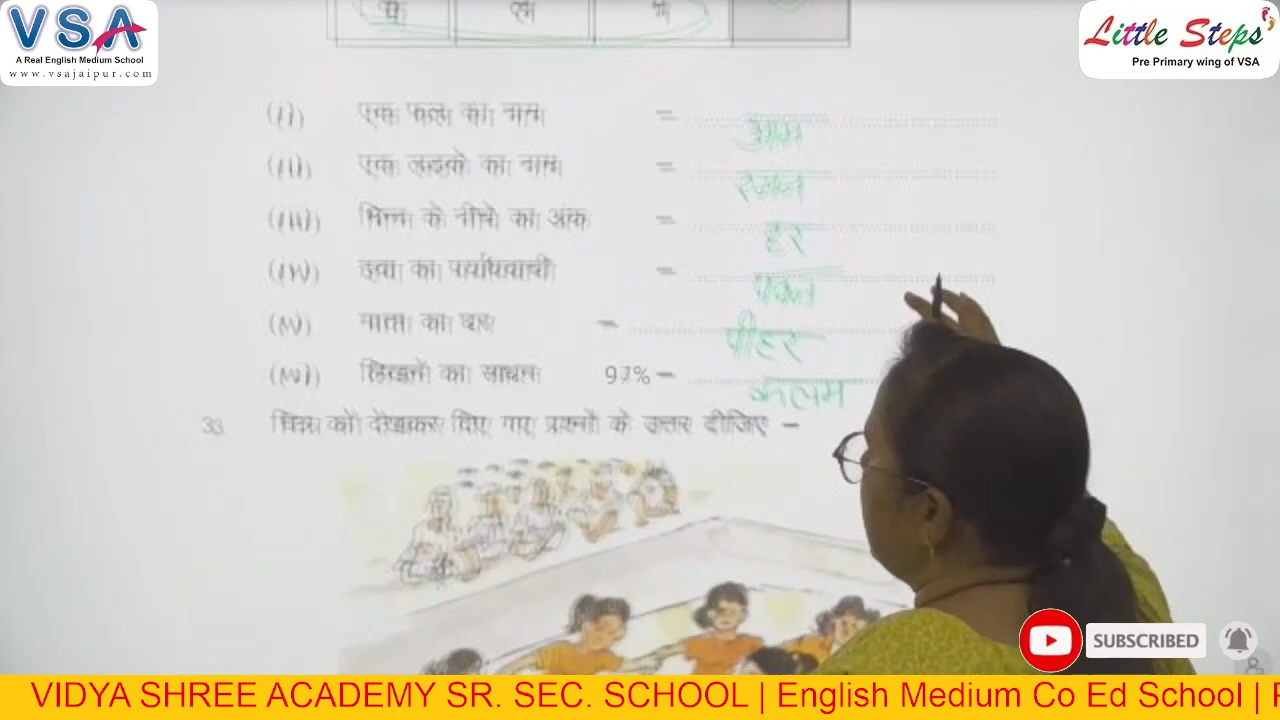 VSA
A Real English Medium School
www.vsajaipur.com
Little Steps
Pre Primary wing of VSA
(i) एक फल का नाम = आम
(ii) एक लड़के का नाम =
(iii) भिन्न के नीचे का अंक = हर
(iv) हवा का पर्यायवाची = पवन
(v) माता का घर = पीहर
(vi) लिखने का साधन = कलम
33 चित्र को देखकर दिए गए प्रश्नों के उत्तर दीजिए –
SUBSCRIBED
VIDYA SHREE ACADEMY SR. SEC. SCHOOL | English Medium Co Ed School |